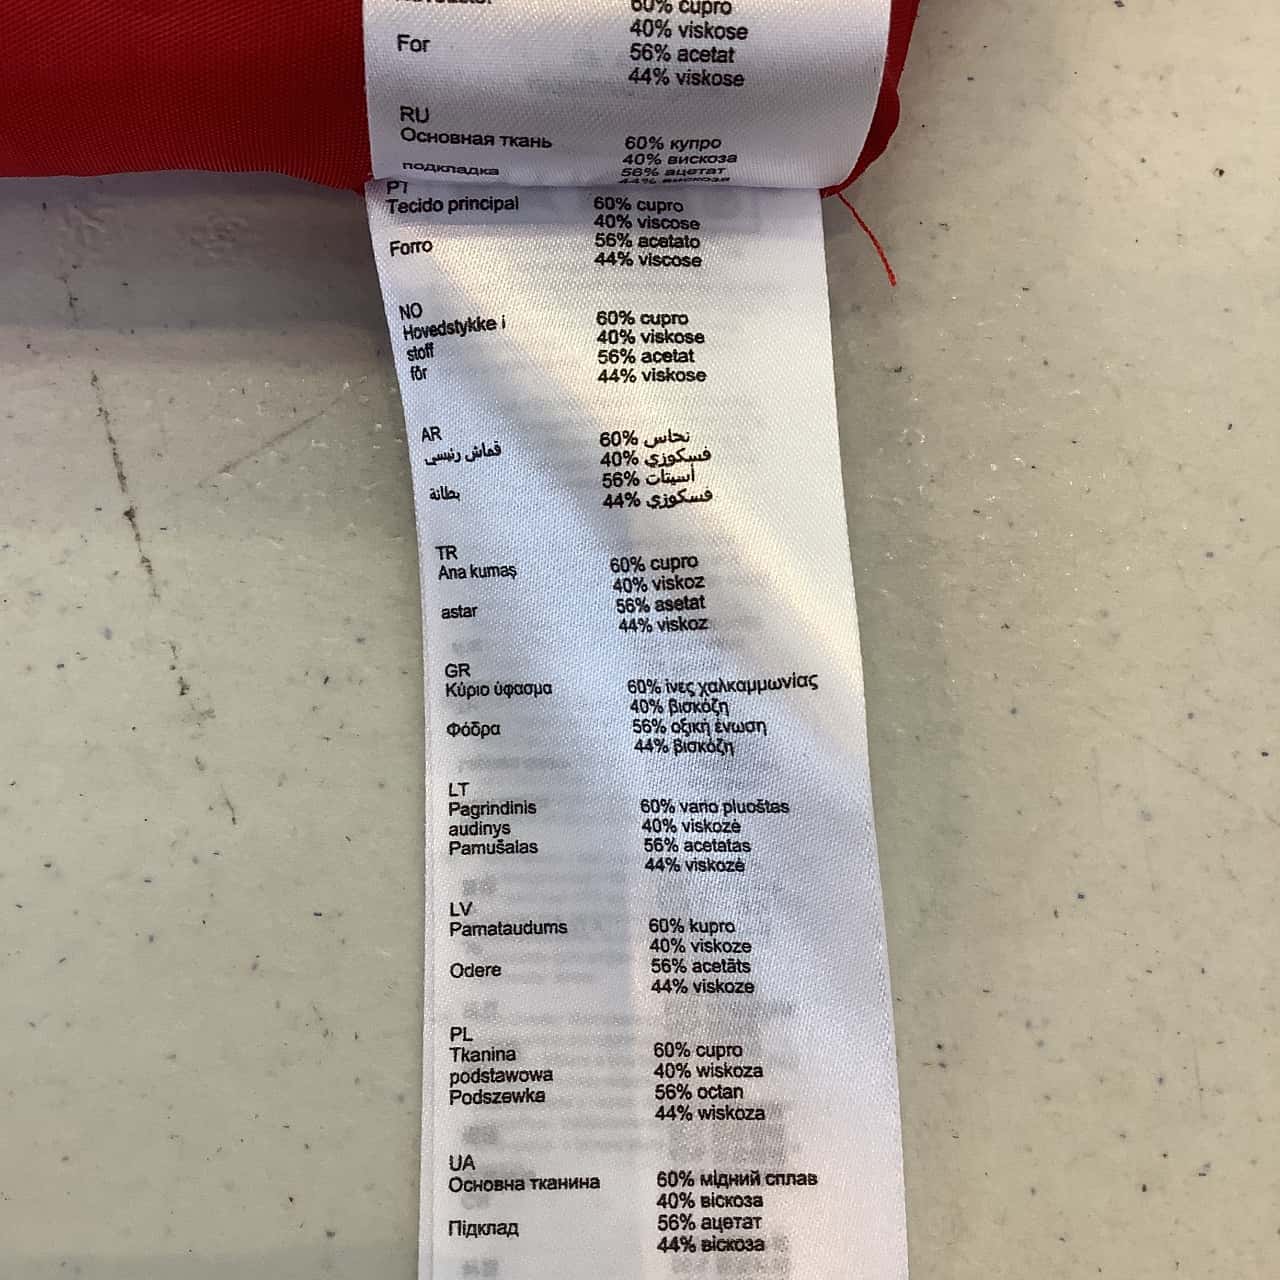 60% cupro
40% viskose
For 56% acetat
44% viskose
RU
Основная ткань 60% купро
40% вискоза
подкладка 56% ацетат
44% вискоза
PT
Tecido principal 60% cupro
40% viscose
Forro 56% acetato
44% viscose
NO
Hovedstykke i 60% cupro
stoff 40% viskose
fôr 56% acetat
44% viskose
AR
قماش رئيسى 60% نحاس
40% فسكوزي
بطانة 56% أسيتات
44% فسكوزي
TR
Ana kumaş 60% cupro
40% viskoz
astar 56% asetat
44% viskoz
GR
Κύριο ύφασμα 60% ίνες χαλκαμμωνίας
40% βισκόζη
Φόδρα 56% οξική ένωση
44% βισκόζη
LT
Pagrindinis 60% vario pluoštas
audinys 40% viskozė
Pamušalas 56% acetatas
44% viskozė
LV
Pamataudums 60% kupro
40% viskoze
Odere 56% acetāts
44% viskoze
PL
Tkanina 60% cupro
podstawowa 40% wiskoza
Podszewka 56% octan
44% wiskoza
UA
Основна тканина 60% мідний сплав
40% віскоза
Підклад 56% ацетат
44% віскоза